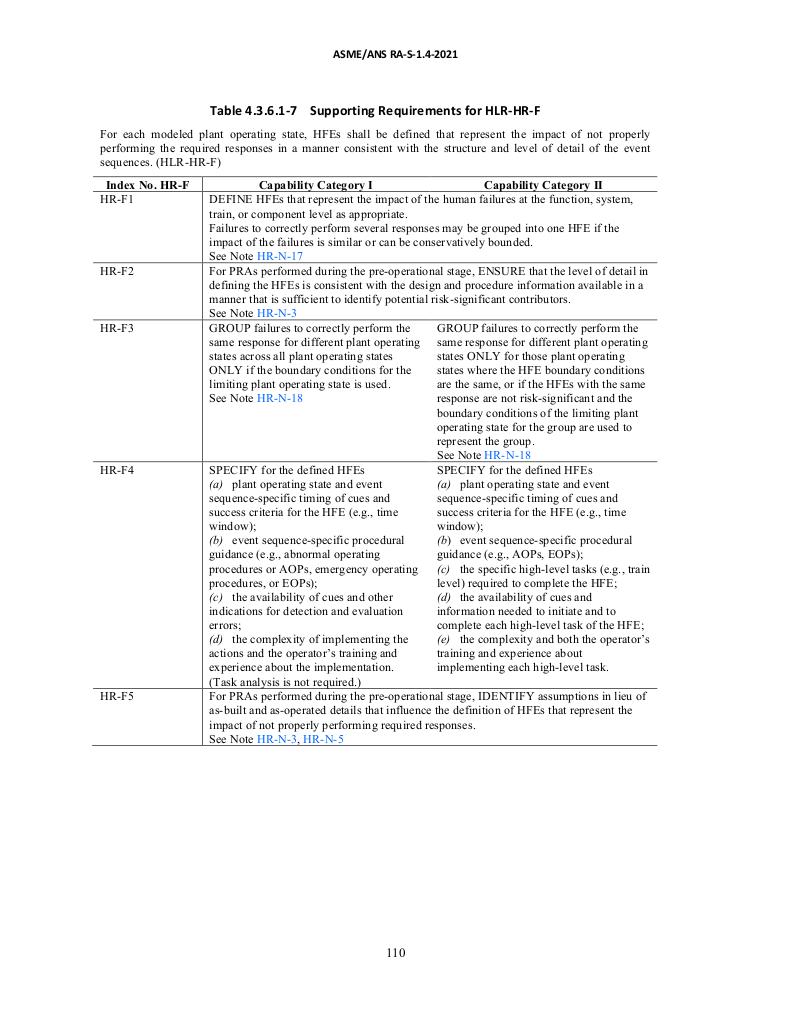 ASME/ANS RA-S-1.4-2021
Table 4.3.6.1-7 Supporting Requirements for HLR-HR-F
For each modeled plant operating state, HFEs shall be defined that represent the impact of not properly
performing the required responses in a manner consistent with the structure and level of detail of the event
sequences. (HLR-HR-F)
Index No. HR-F Capability Category I Capability Category II
HR-F1
DEFINE HFEs that represent the impact of the human failures at the function, system,
train, or component level as appropriate.
Failures to correctly perform several responses may be grouped into one HFE if the
impact of the failures is similar or can be conservatively bounded.
See Note HR-N-17
HR-F2
For PRAs performed during the pre-operational stage, ENSURE that the level of detail in
defining the HFEs is consistent with the design and procedure information available in a
manner that is sufficient to identify potential risk-significant contributors.
See Note HR-N-3
HR-F3
GROUP failures to correctly perform the
same response for different plant operating
states across all plant operating states
ONLY if the boundary conditions for the
limiting plant operating state is used.
See Note HR-N-18
GROUP failures to correctly perform the
same response for different plant operating
states ONLY for those plant operating
states where the HFE boundary conditions
are the same, or if the HFEs with the same
response are not risk-significant and the
boundary conditions of the limiting plant
operating state for the group are used to
represent the group.
See Note HR-N-18
HR-F4
SPECIFY for the defined HFEs
(a) plant operating state and event
sequence-specific timing of cues and
success criteria for the HFE (e.g., time
window);
(b) event sequence-specific procedural
guidance (e.g., abnormal operating
procedures or AOPs, emergency operating
procedures, or EOPs);
(c) the availability of cues and other
indications for detection and evaluation
errors;
(d) the complexity of implementing the
actions and the operator's training and
experience about the implementation.
(Task analysis is not required.)
SPECIFY for the defined HFEs
(a) plant operating state and event
sequence-specific timing of cues and
success criteria for the HFE (e.g., time
window);
(b) event sequence-specific procedural
guidance (e.g., AOPs, EOPs);
(c) the specific high-level tasks (e.g., train
level) required to complete the HFE;
(d) the availability of cues and
information needed to initiate and to
complete each high-level task of the HFE;
(e) the complexity and both the operator's
training and experience about
implementing each high-level task.
HR-F5
For PRAs performed during the pre-operational stage, IDENTIFY assumptions in lieu of
as-built and as-operated details that influence the definition of HFEs that represent the
impact of not properly performing required responses.
See Note HR-N-3, HR-N-5
110